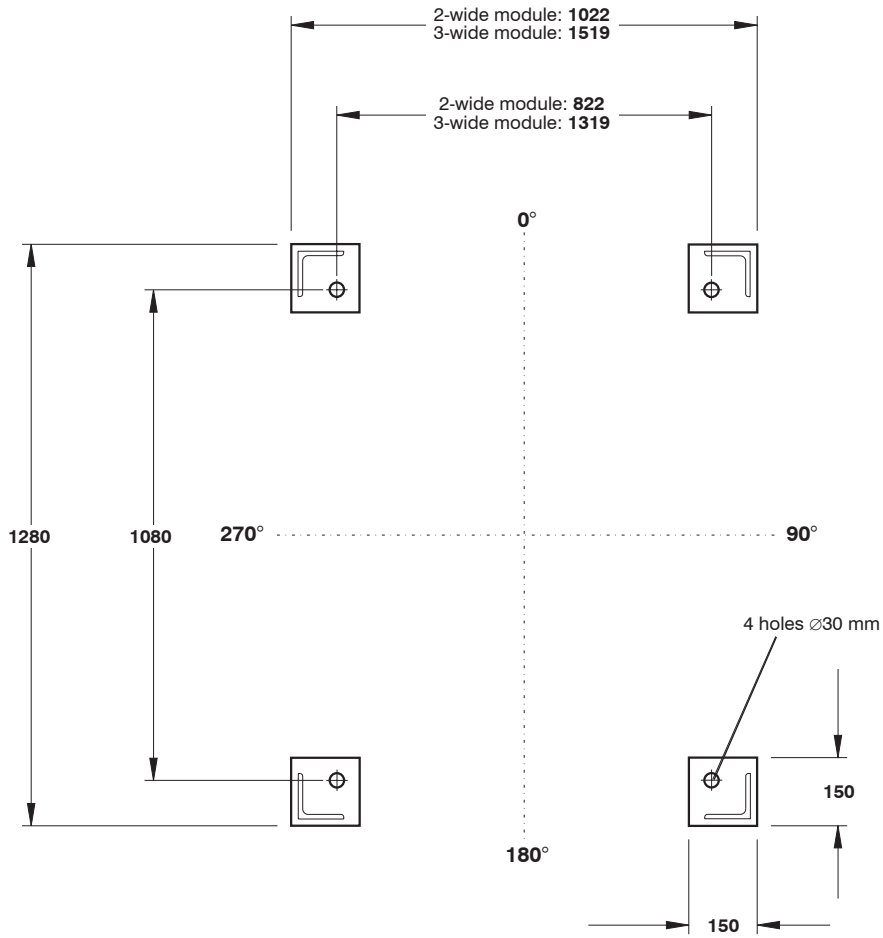 2-wide module: 1022
3-wide module: 1519
2-wide module: 822
3-wide module: 1319
0°
1280
1080
270°
90°
4 holes ∅30 mm
150
180°
150